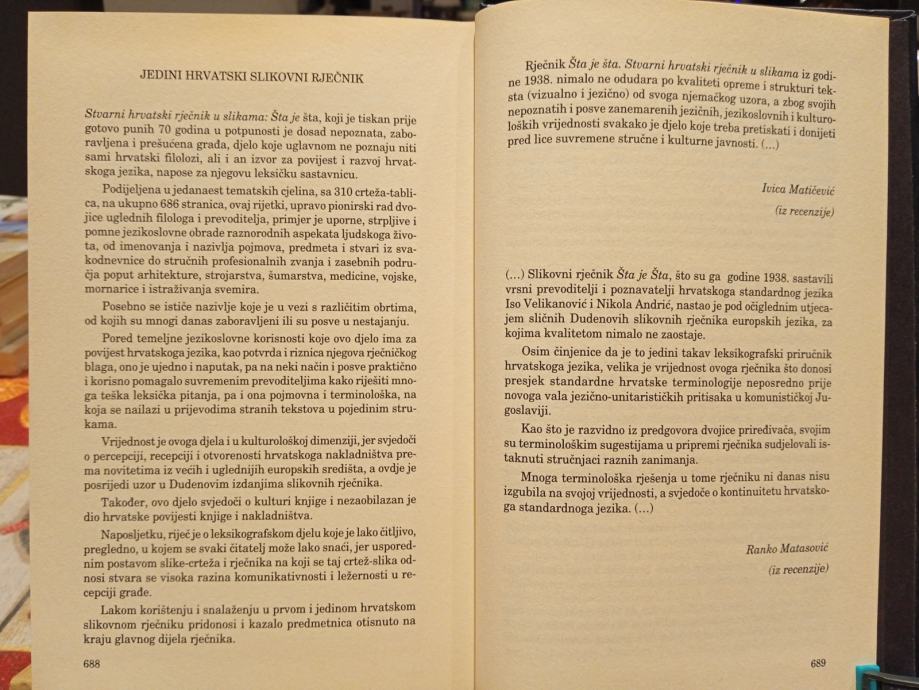 JEDINI HRVATSKI SLIKOVNI RJEČNIK
Stvarni hrvatski rječnik u slikama: Šta je šta, koji je tiskan prije
gotovo punih 70 godina u potpunosti je dosad nepoznata, zabo-
ravljena i prešućena građa, djelo koje uglavnom ne poznaju niti
sami hrvatski filolozi, ali i an izvor za povijest i razvoj hrvat-
skoga jezika, napose za njegovu leksičku sastavnicu.
Podijeljena u jedanaest tematskih cjelina, sa 310 crteža-tabli-
ca, na ukupno 686 stranica, ovaj rijetki, upravo pionirski rad dvo-
jice uglednih filologa i prevoditelja, primjer je uporne, strpljive i
pomne jezikoslovne obrade raznorodnih aspekata ljudskoga živo-
ta, od imenovanja i nazivlja pojmova, predmeta i stvari iz sva-
kodnevnice do stručnih profesionalnih zvanja i zasebnih podru-
čja poput arhitekture, strojarstva, šumarstva, medicine, vojske,
mornarice i istraživanja svemira.
Posebno se ističe nazivlje koje je u vezi s različitim obrtima,
od kojih su mnogi danas zaboravljeni ili su posve u nestajanju.
Pored temeljne jezikoslovne korisnosti koje ovo djelo ima za
povijest hrvatskoga jezika, kao potvrda i riznica njegova rječničkog
blaga, ono je ujedno i naputak, pa na neki način i posve praktično
i korisno pomagalo suvremenim prevoditeljima kako riješiti mno-
ga teška leksička pitanja, pa i ona pojmovna i terminološka, na
koja se nailazi u prijevodima stranih tekstova u pojedinim stru-
kama.
Vrijednost je ovoga djela i u kulturološkoj dimenziji, jer svjedoči
o percepciji, recepciji i otvorenosti hrvatskoga nakladništva pre-
ma novitetima iz većih i uglednijih europskih središta, a ovdje je
posrijedi uzor u Dudenovim izdanjima slikovnih rječnika.
Također, ovo djelo svjedoči o kulturi knjige i nezaobilazan je
dio hrvatske povijesti knjige i nakladništva.
Naposljetku, riječ je o leksikografskom djelu koje je lako čitljivo,
pregledno, u kojem se svaki čitatelj može lako snaći, jer uspored-
nim postavom slike-crteža i rječnika na koji se taj crtež-slika od-
nosi stvara se visoka razina komunikativnosti i ležernosti u re-
cepciji građe.
Lakom korištenju i snalaženju u prvom i jedinom hrvatskom
slikovnom rječniku pridonosi i kazalo predmetnica otisnuto na
kraju glavnog dijela rječnika.
688
Rječnik Šta je šta. Stvarni hrvatski rječnik u slikama iz godi-
ne 1938. nimalo ne odudara po kvaliteti opreme i strukturi tek-
sta (vizualno i jezično) od svoga njemačkog uzora, a zbog svojih
nepoznatih i posve zanemarenih jezičnih, jezikoslovnih i kulturo-
loških vrijednosti svakako je djelo koje treba pretiskati i donijeti
pred lice suvremene stručne i kulturne javnosti. (...)
Ivica Matičević
(iz recenzije)
(...) Slikovni rječnik Šta je Šta, što su ga godine 1938. sastavili
vrsni prevoditelji i poznavatelji hrvatskoga standardnog jezika
Iso Velikanović i Nikola Andrić, nastao je pod očiglednim utjeca-
jem sličnih Dudenovih slikovnih rječnika europskih jezika, za
kojima kvalitetom nimalo ne zaostaje.
Osim činjenice da je to jedini takav leksikografski priručnik
hrvatskoga jezika, velika je vrijednost ovoga rječnika što donosi
presjek standardne hrvatske terminologije neposredno prije
novoga vala jezično-unitarističkih pritisaka u komunističkoj Ju-
goslaviji.
Kao što je razvidno iz predgovora dvojice priređivača, svojim
su terminološkim sugestijama u pripremi rječnika sudjelovali is-
taknuti stručnjaci raznih zanimanja.
Mnoga terminološka rješenja u tome rječniku ni danas nisu
izgubila na svojoj vrijednosti, a svjedoče o kontinuitetu hrvatsko-
ga standardnoga jezika. (...)
Ranko Matasović
(iz recenzije)
689